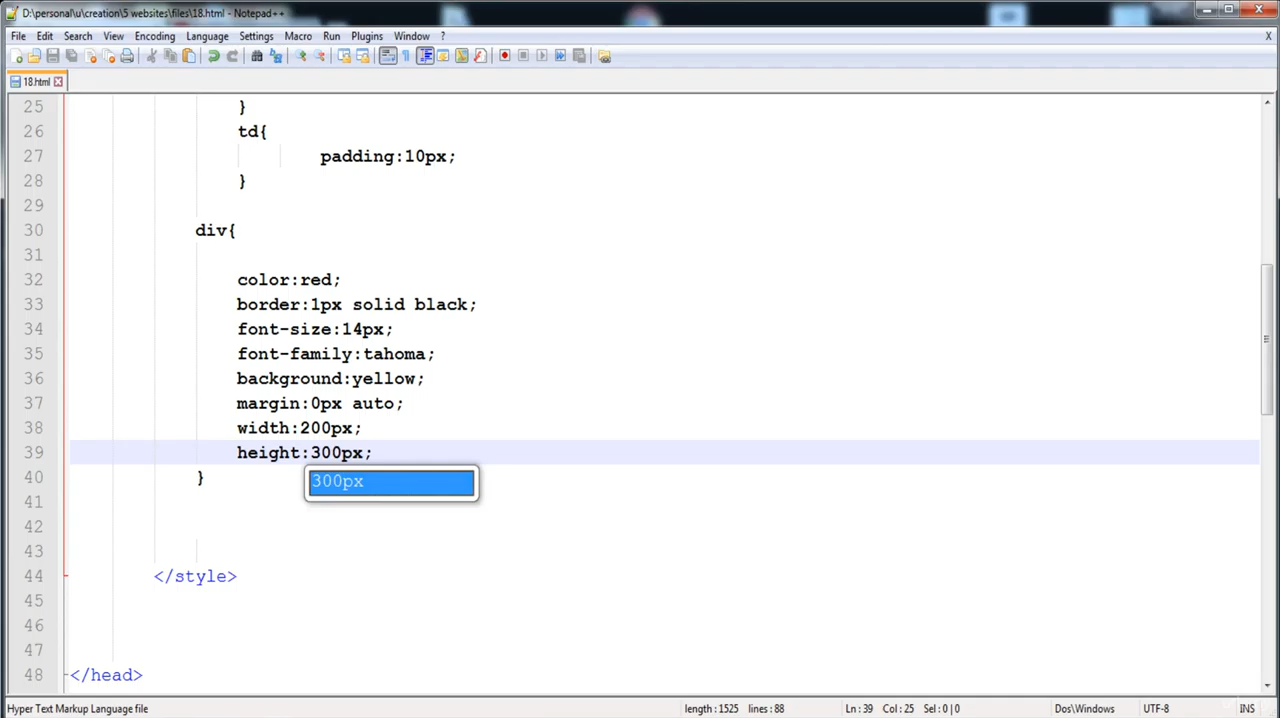 D:\personal\u\creation\5 websites\files\18.html - Notepad++
File Edit Search View Encoding Language Settings Macro Run Plugins Window ? X
18.html
25 }
26 td{
27 padding:10px;
28 }
29
30 div{
31
32 color:red;
33 border:1px solid black;
34 font-size:14px;
35 font-family:tahoma;
36 background:yellow;
37 margin:0px auto;
38 width:200px;
39 height:300px;
300px
40 }
41
42
43
44 </style>
45
46
47
48 </head>
Hyper Text Markup Language file length : 1525 lines : 88 Ln : 39 Col : 25 Sel : 0 | 0 Dos\Windows UTF-8 INS